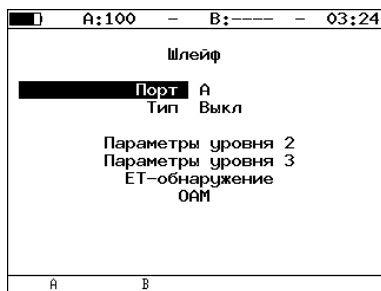 A:100 – B:---- – 03:24
Шлейф
Порт A
Тип Выкл
Параметры уровня 2
Параметры уровня 3
ET-обнаружение
OAM
A B